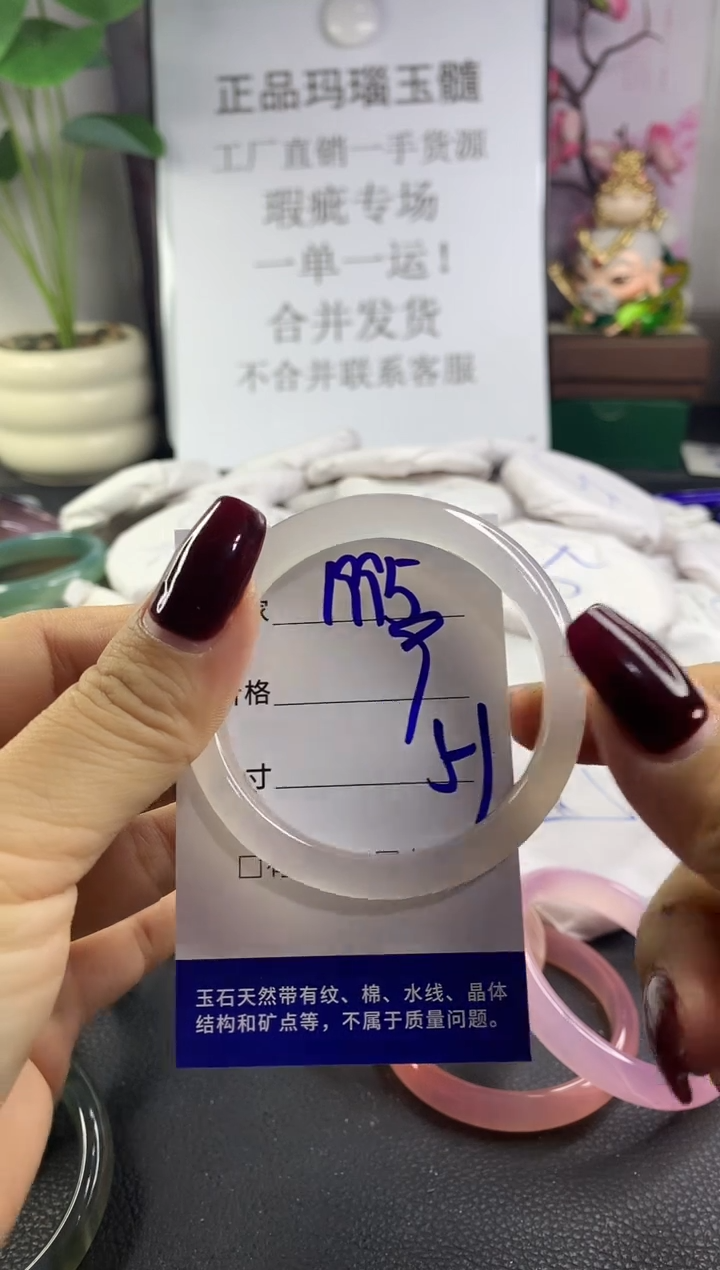 正品玛瑙玉髓
工厂直销一手货源
瑕疵专场
一单一运！
合并发货
不合并联系客服
家
1995
格
寸
玉石天然带有纹、棉、水线、晶体
结构和矿点等，不属于质量问题。